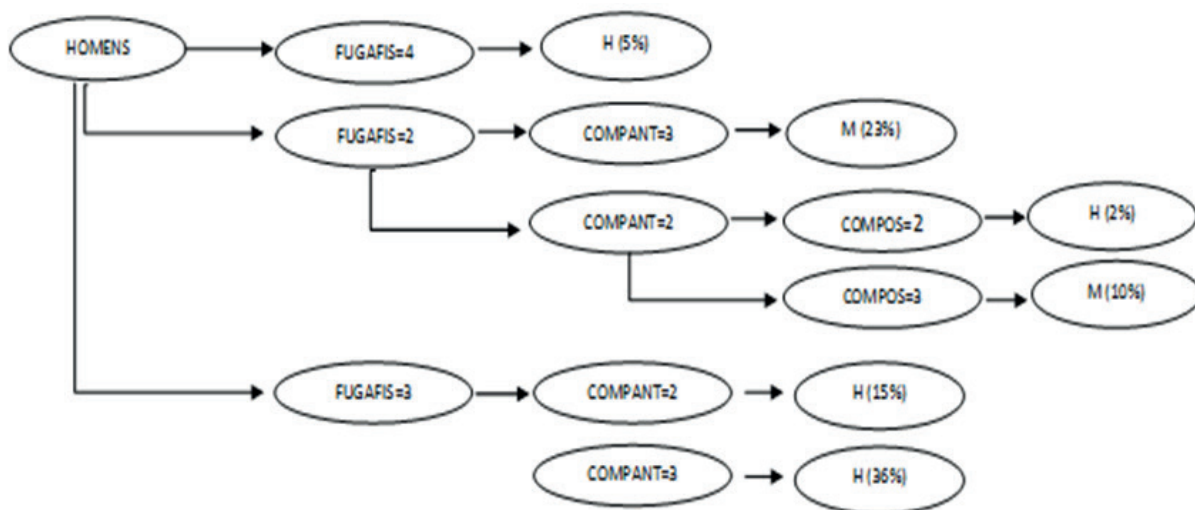 HOMENS
FUGAFIS=4
H (5%)
FUGAFIS=2
COMPANT=3
M (23%)
COMPANT=2
COMPOS=2
H (2%)
COMPOS=3
M (10%)
FUGAFIS=3
COMPANT=2
H (15%)
COMPANT=3
H (36%)